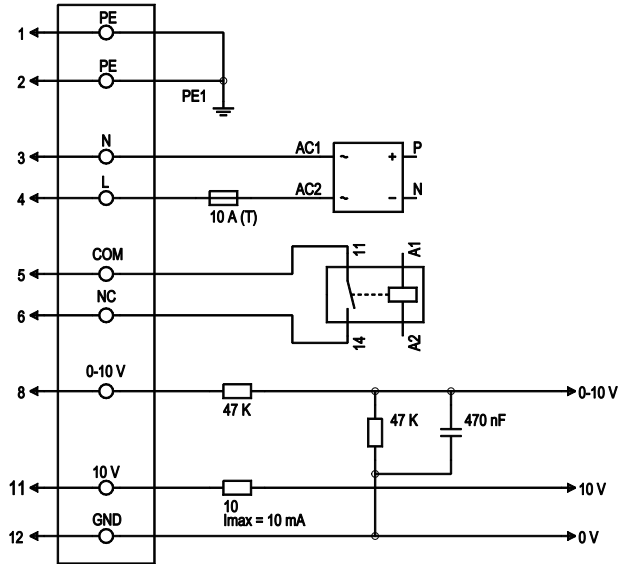 PE
1
PE
2
PE1
N
AC1
P
3
~
+
L
AC2
N
4
~
−
10 A (T)
COM
11
A1
5
NC
6
14
A2
0-10 V
8
0-10 V
47 K
47 K
470 nF
10 V
11
10 V
10
Imax = 10 mA
GND
12
0 V